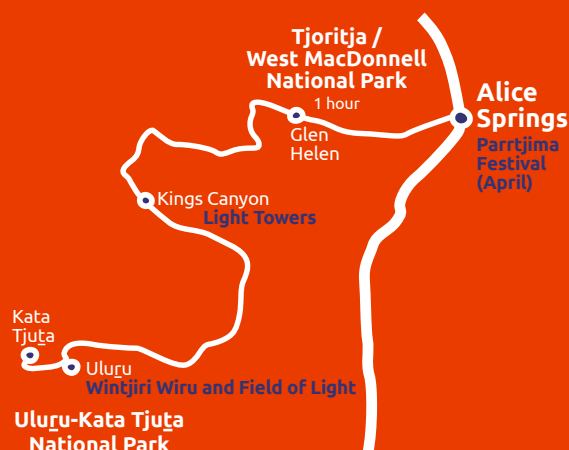 Tjoritja /
West MacDonnell
National Park
1 hour
Glen
Helen
Alice
Springs
Parrtjima
Festival
(April)
Kings Canyon
Light Towers
Kata
Tjuṯa
Uluṟu
Wintjiri Wiru and Field of Light
Uluṟu-Kata Tjuṯa
National Park